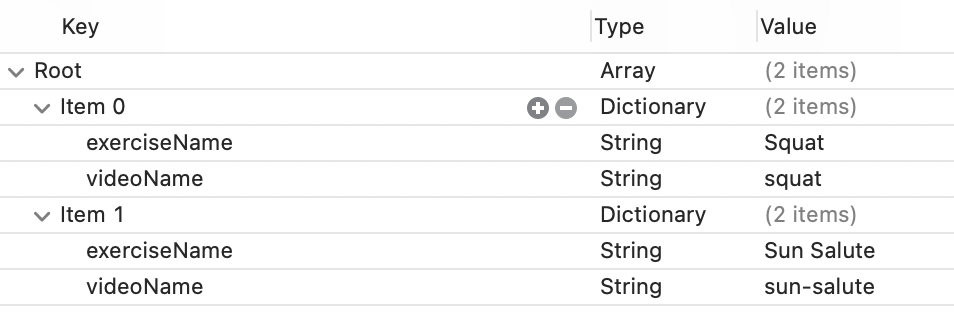 Key Type Value
Root Array (2 items)
Item 0 Dictionary (2 items)
exerciseName String Squat
videoName String squat
Item 1 Dictionary (2 items)
exerciseName String Sun Salute
videoName String sun-salute